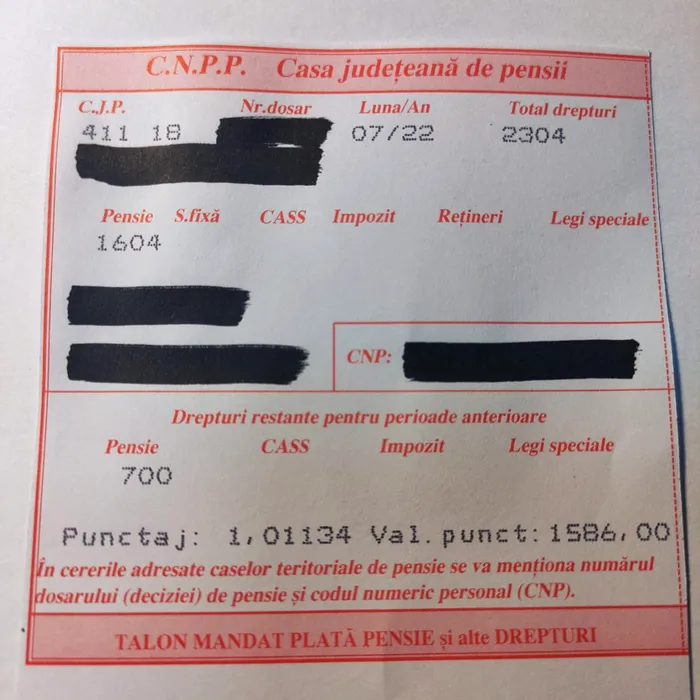 C.N.P.P. Casa județeană de pensii
C.J.P. Nr.dosar Luna/An Total drepturi
411 18 07/22 2304
Pensie S.fixă CASS Impozit Rețineri Legi speciale
1604
CNP:
Drepturi restante pentru perioade anterioare
Pensie CASS Impozit Legi speciale
700
Punctaj: 1,01134 Val.punct:1586,00
În cererile adresate caselor teritoriale de pensie se va menționa numărul
dosarului (deciziei) de pensie și codul numeric personal (CNP).
TALON MANDAT PLATĂ PENSIE și alte DREPTURI